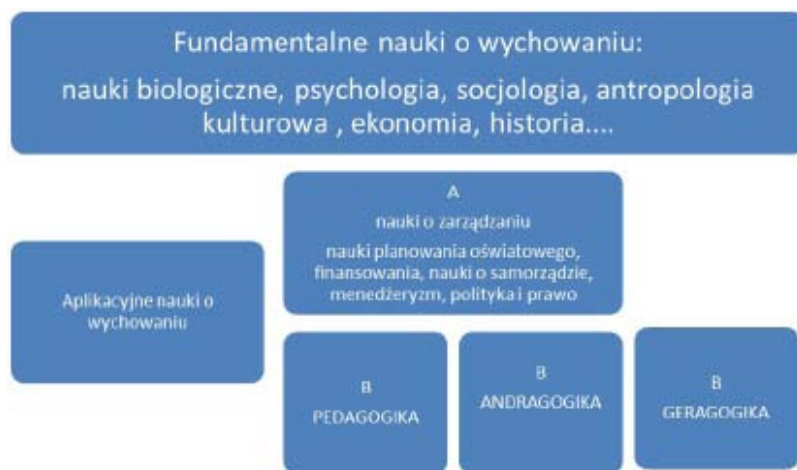 Fundamentalne nauki o wychowaniu:
nauki biologiczne, psychologia, socjologia, antropologia
kulturowa , ekonomia, historia....
A
nauki o zarządzaniu
nauki planowania oświatowego,
finansowania, nauki o samorządzie,
menedżeryzm, polityka i prawo
Aplikacyjne nauki o
wychowaniu
B
PEDAGOGIKA
B
ANDRAGOGIKA
B
GERAGOGIKA